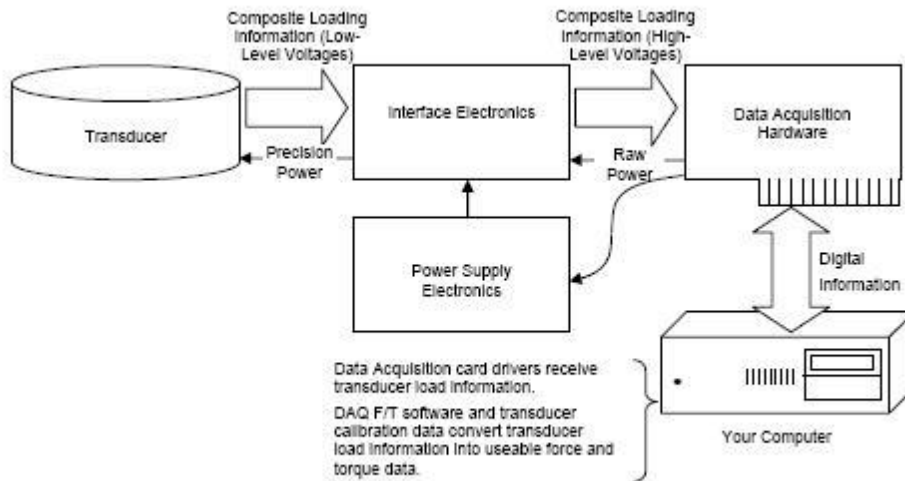 Composite Loading
Information (Low-
Level Voltages)
Composite Loading
Information (High-
Level Voltages)
Transducer
Interface Electronics
Data Acquisition
Hardware
Precision
Power
Raw
Power
Power Supply
Electronics
Digital
Information
Data Acquisition card drivers receive
transducer load information.
DAQ F/T software and transducer
calibration data convert transducer
load information into useable force and
torque data.
Your Computer